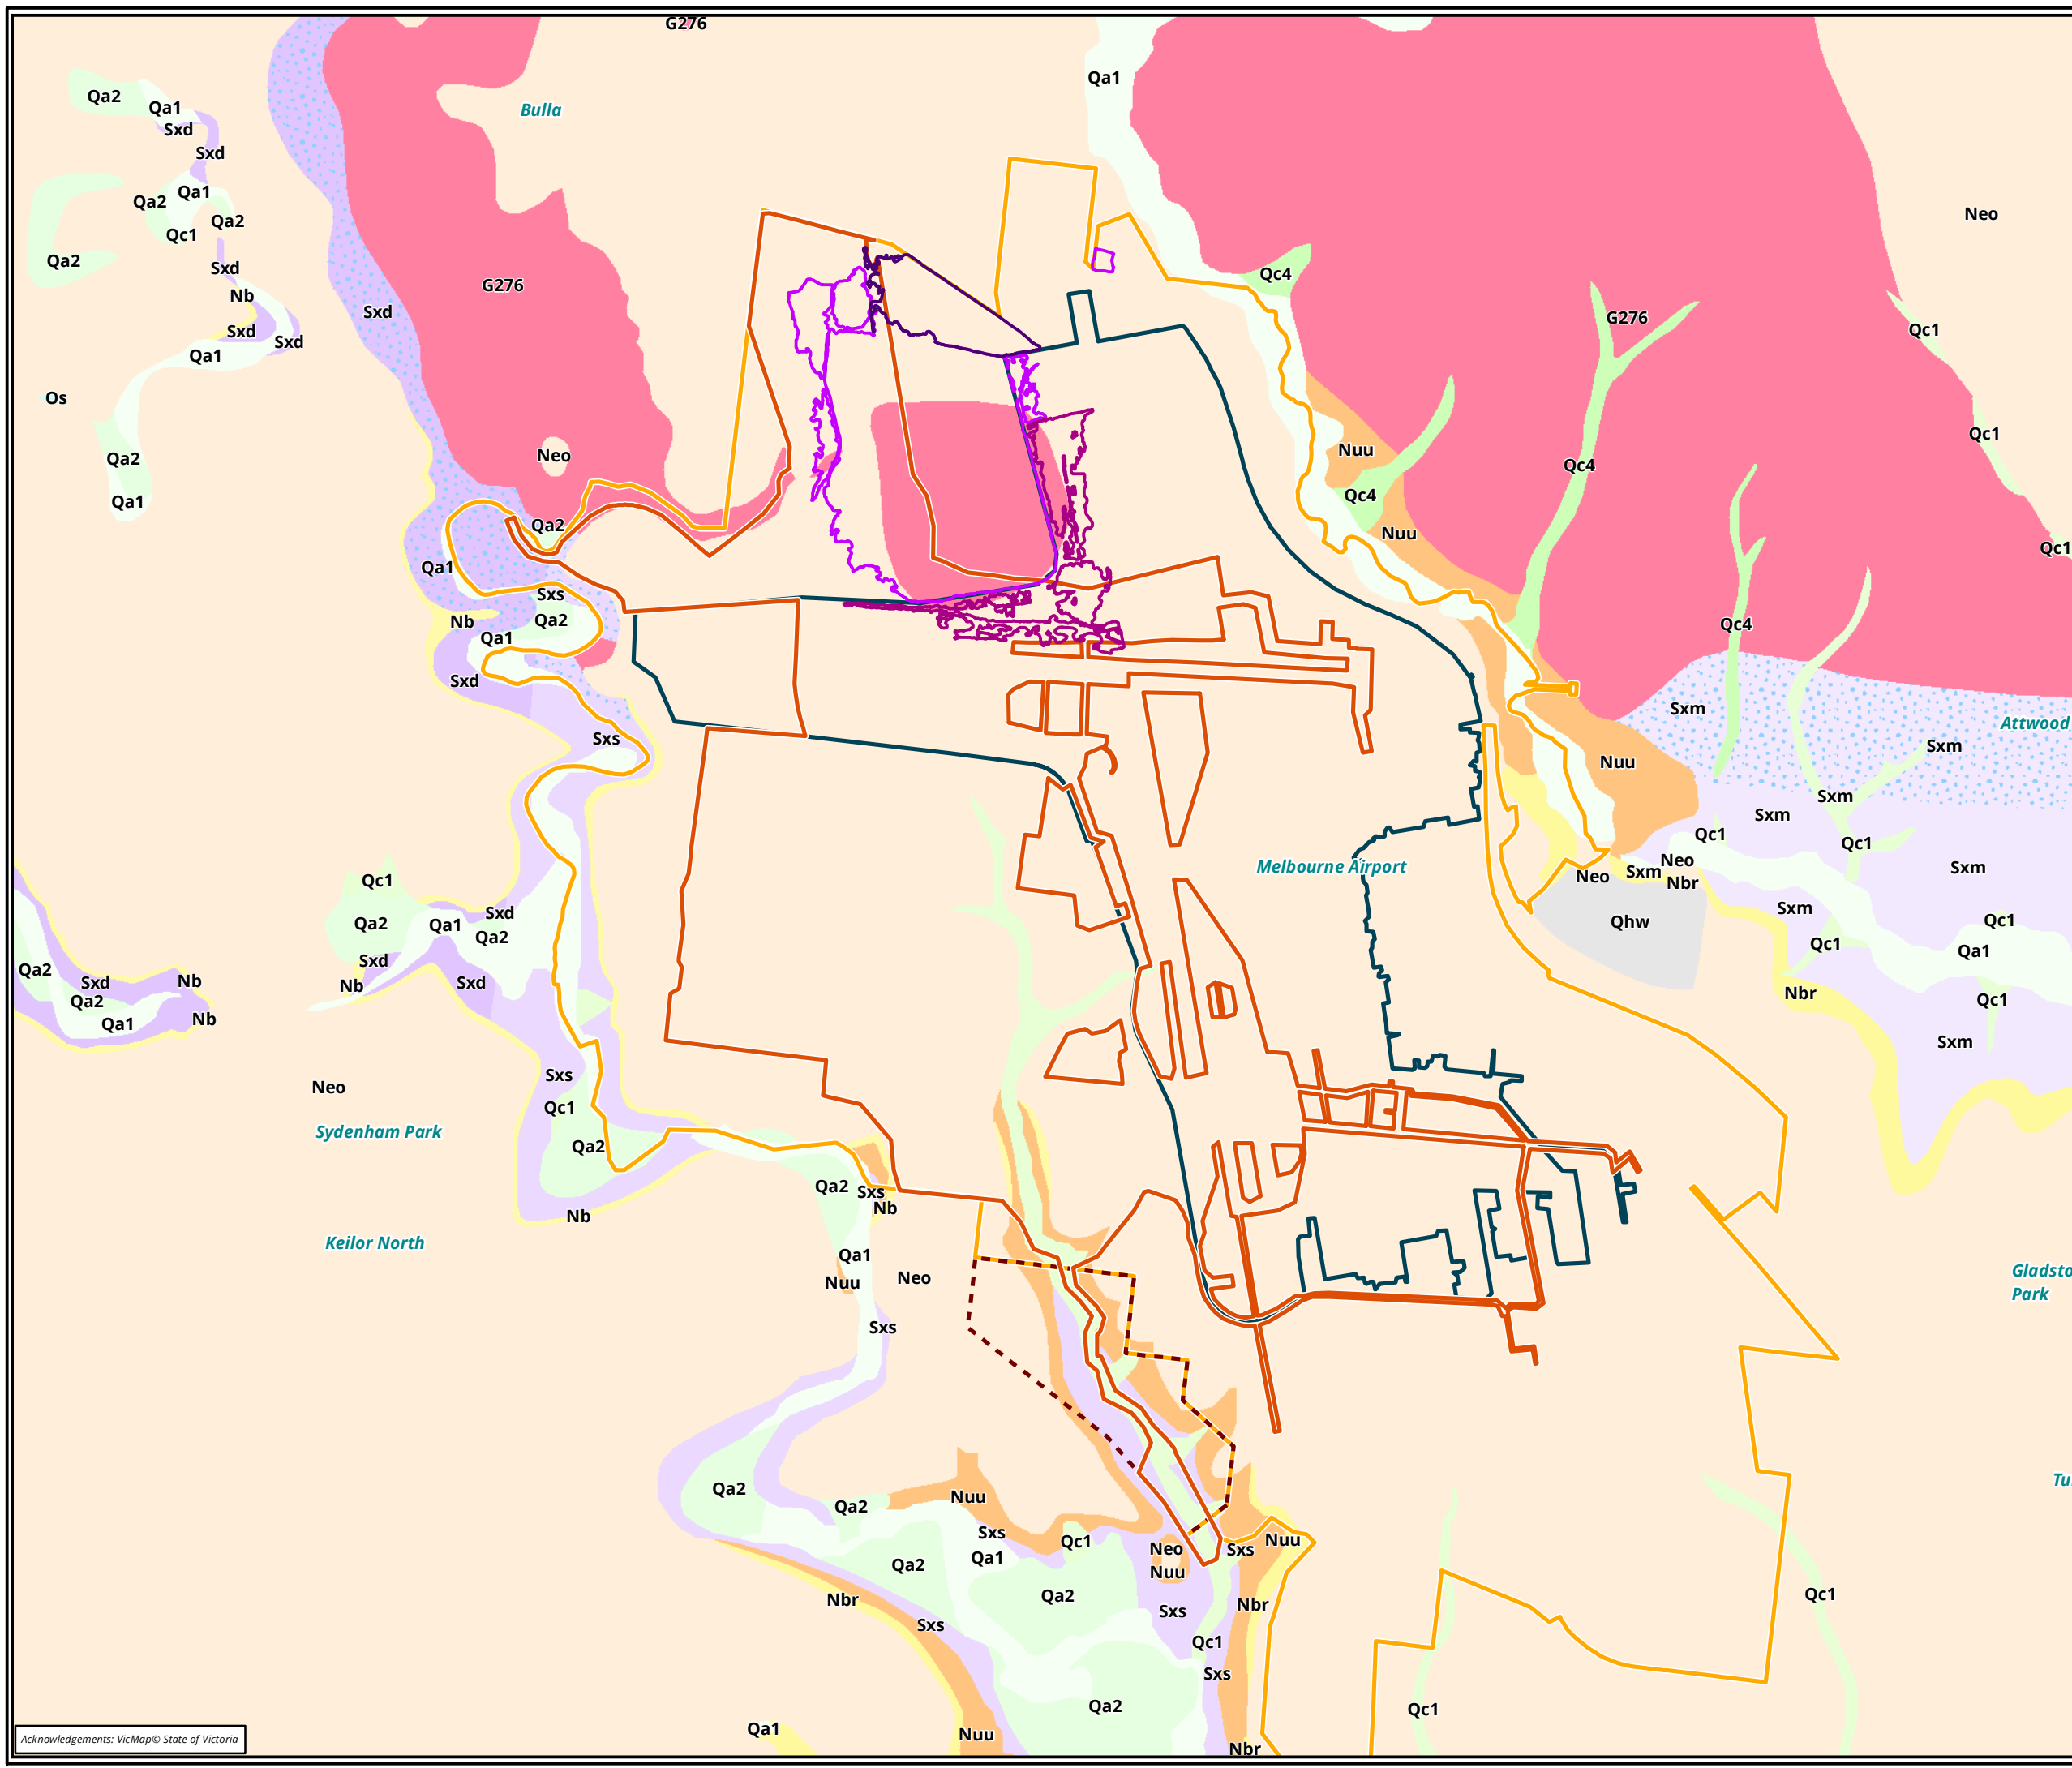 G276
Qa1
Bulla
Qa2
Qa1
Sxd
Sxd
Qa1
Qa2
Qa2
Qc1
Neo
Qa2
Sxd
Qc4
G276
Nb
Sxd
G276
Sxd
Sxd
Qc1
Qa1
Os
Qc1
Neo
Nuu
Qa2
Qc4
Qc4
Qa1
Qa2
Nuu
Qc1
Qa1
Sxs
Nb
Qa2
Qc4
Qa1
Sxd
Sxm
Attwood
Sxs
Sxm
Nuu
Sxm
Sxm
Qc1
Qc1
Melbourne Airport
Neo
Sxm
Sxm
Neo
Nbr
Qc1
Sxd
Sxm
Qa2
Qa1
Qhw
Qc1
Qa2
Qc1
Qa1
Sxd
Qa2
Nb
Sxd
Sxd
Nb
Nbr
Qa2
Qc1
Nb
Qa1
Sxm
Sxs
Neo
Qc1
Sydenham Park
Qa2
Qa2
Sxs
Nb
Nb
Keilor North
Qa1
Gladsto
Park
Neo
Nuu
Sxs
Tu
Qa2
Nuu
Qa2
Sxs
Qc1
Nuu
Neo
Sxs
Qa1
Qa2
Nuu
Qa2
Qc1
Nbr
Nbr
Sxs
Sxs
Qc1
Sxs
Qa2
Qc1
Qa1
Nuu
Nbr
Acknowledgements: VicMap© State of Victoria